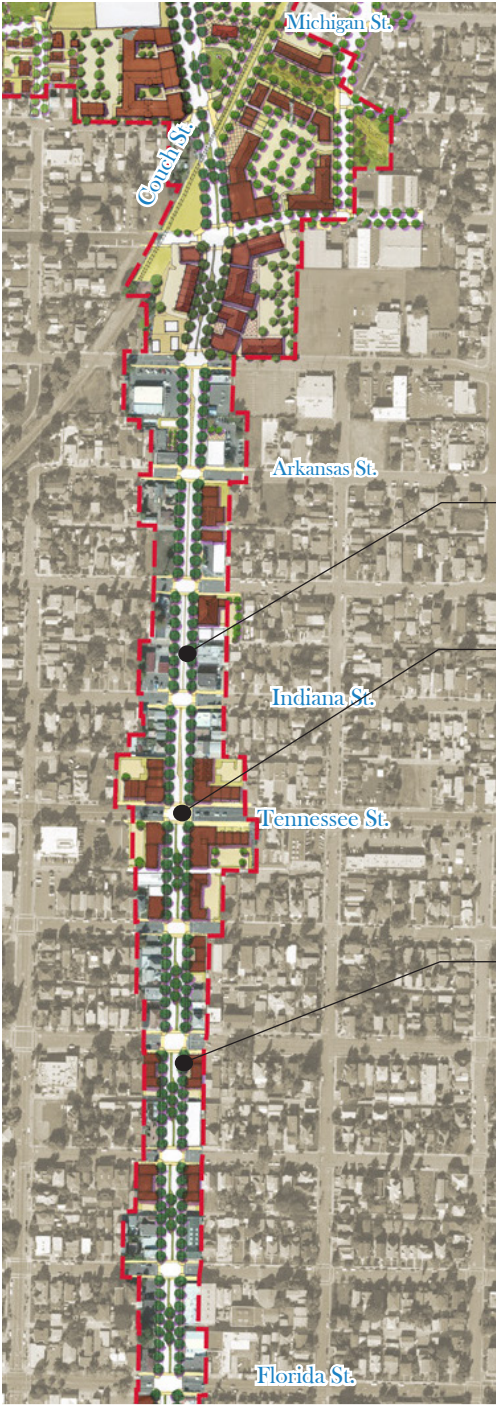 Michigan St.
Couch St.
Arkansas St.
Indiana St.
Tennessee St.
Florida St.